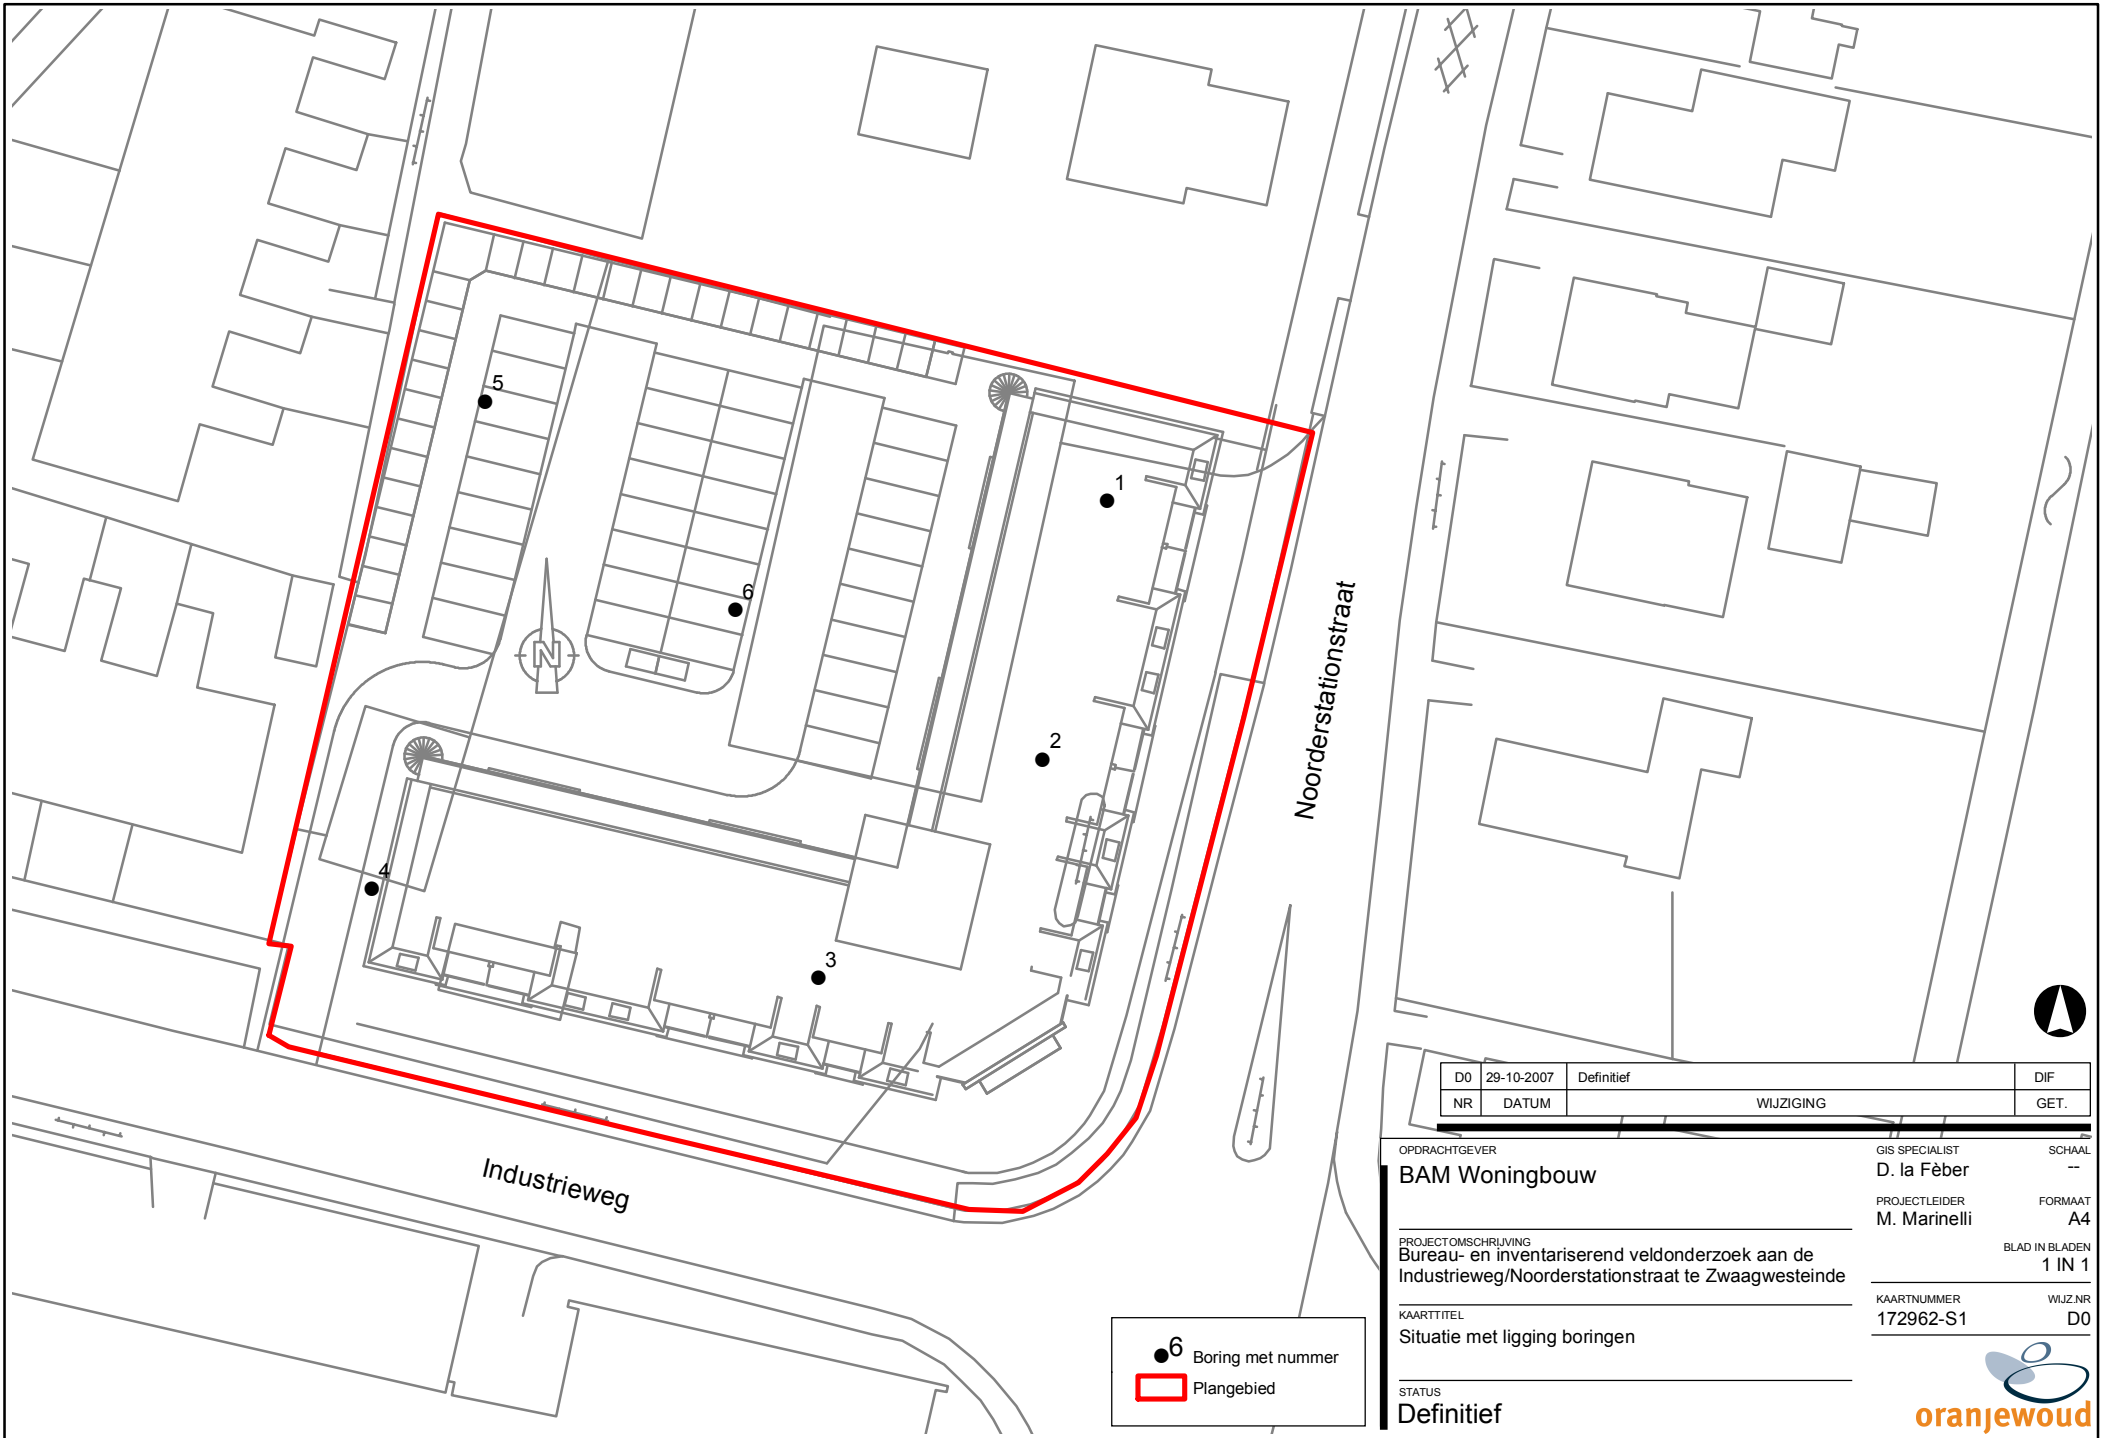 5
1
6
2
4
3
N
Noorderstationstraat
Industrieweg
6 Boring met nummer
Plangebied
D0 29-10-2007 Definitief DIF
NR DATUM WIJZIGING GET.
OPDRACHTGEVER
BAM Woningbouw
GIS SPECIALIST
D. la Fèber
SCHAAL
--
PROJECTLEIDER
M. Marinelli
FORMAAT
A4
PROJECTOMSCHRIJVING
Bureau- en inventariserend veldonderzoek aan de
Industrieweg/Noorderstationstraat te Zwaagwesteinde
BLAD IN BLADEN
1 IN 1
KAARTTITEL
Situatie met ligging boringen
KAARTNUMMER
172962-S1
WIJZ.NR
D0
STATUS
Definitief
oranjewoud